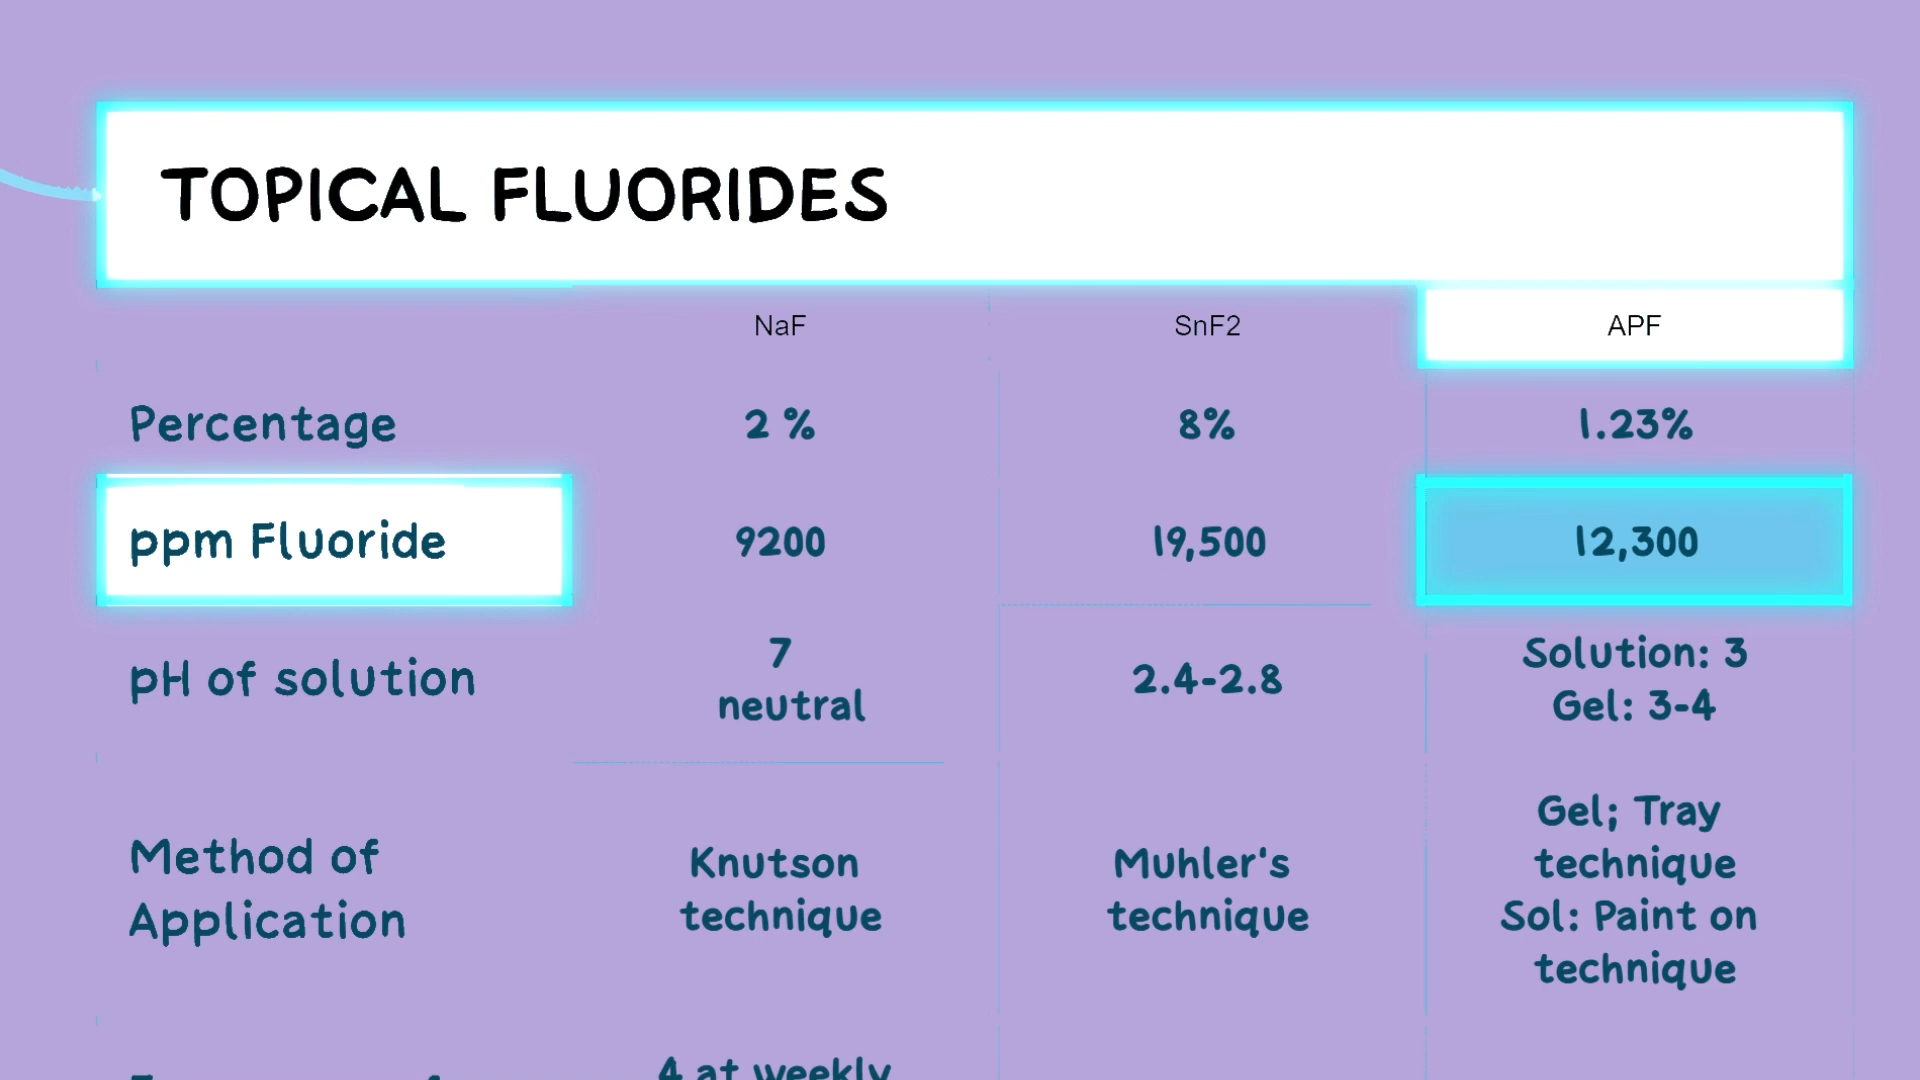 TOPICAL FLUORIDES
NaF SnF2 APF
Percentage 2 % 8% 1.23%
ppm Fluoride 9200 19,500 12,300
pH of solution 7 neutral 2.4-2.8 Solution: 3 Gel: 3-4
Method of Application Knutson technique Muhler's technique Gel; Tray technique Sol: Paint on technique
4 at weekly